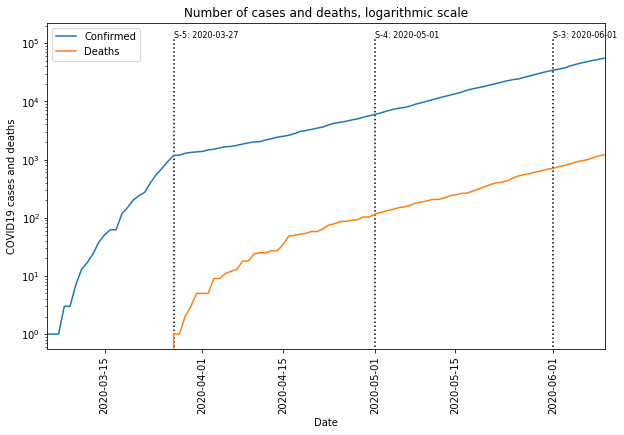 Number of cases and deaths, logarithmic scale
Confirmed
Deaths
S-5: 2020-03-27
S-4: 2020-05-01
S-3: 2020-06-01
COVID19 cases and deaths
10^5
10^4
10^3
10^2
10^1
10^0
2020-03-15
2020-04-01
2020-04-15
2020-05-01
2020-05-15
2020-06-01
Date